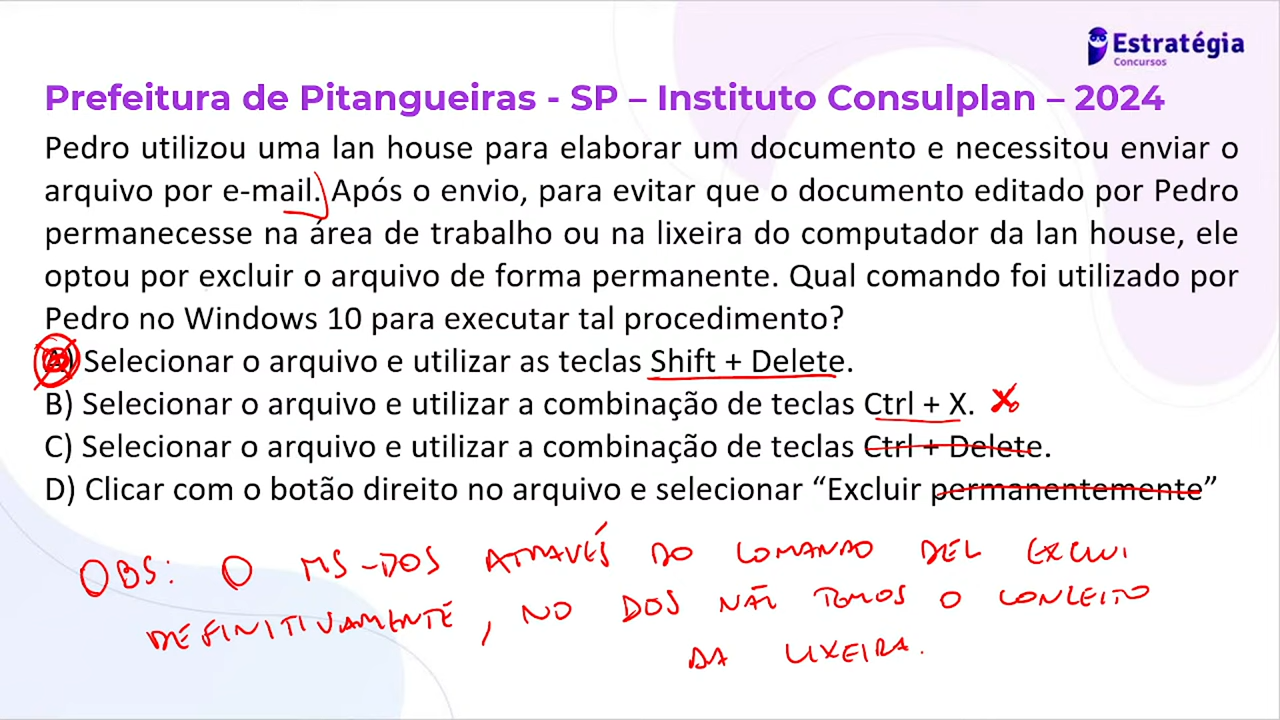 Estratégia
Concursos
Prefeitura de Pitangueiras - SP – Instituto Consulplan – 2024
Pedro utilizou uma lan house para elaborar um documento e necessitou enviar o
arquivo por e-mail. Após o envio, para evitar que o documento editado por Pedro
permanecesse na área de trabalho ou na lixeira do computador da lan house, ele
optou por excluir o arquivo de forma permanente. Qual comando foi utilizado por
Pedro no Windows 10 para executar tal procedimento?
A) Selecionar o arquivo e utilizar as teclas Shift + Delete.
B) Selecionar o arquivo e utilizar a combinação de teclas Ctrl + X.
C) Selecionar o arquivo e utilizar a combinação de teclas Ctrl + Delete.
D) Clicar com o botão direito no arquivo e selecionar “Excluir permanentemente”
OBS: O MS-DOS ATRAVÉS DO COMANDO DEL EXCLUI
DEFINITIVAMENTE, NO DOS NÃO TEMOS O CONCEITO
DA LIXEIRA.